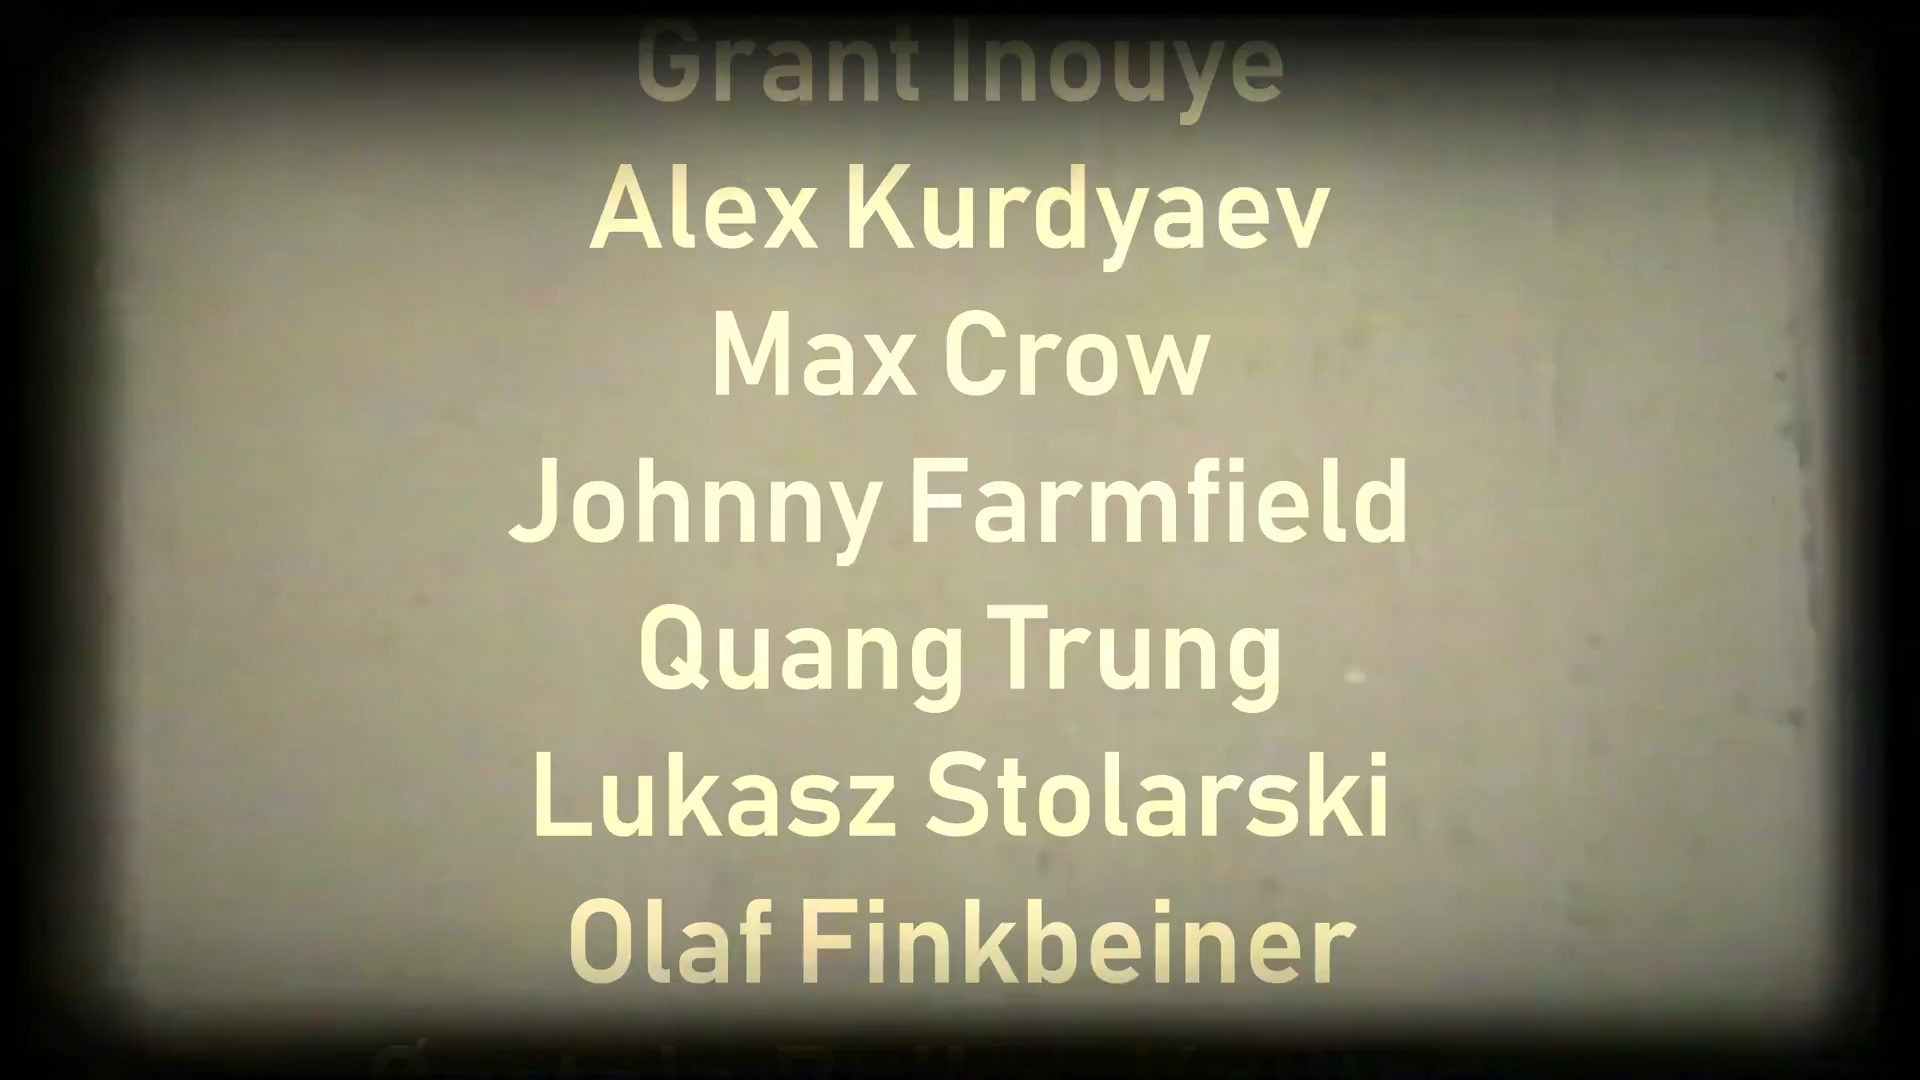 Grant Inouye
Alex Kurdyaev
Max Crow
Johnny Farmfield
Quang Trung
Lukasz Stolarski
Olaf Finkbeiner